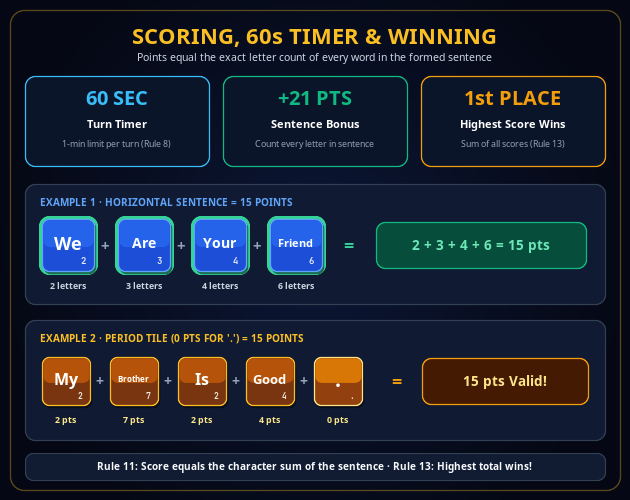 SCORING, 60s TIMER & WINNING
Points equal the exact letter count of every word in the formed sentence
60 SEC
Turn Timer
1-min limit per turn (Rule 8)
+21 PTS
Sentence Bonus
Count every letter in sentence
1st PLACE
Highest Score Wins
Sum of all scores (Rule 13)
EXAMPLE 1 · HORIZONTAL SENTENCE = 15 POINTS
We 2 + Are 3 + Your 4 + Friend 6 = 2 + 3 + 4 + 6 = 15 pts
2 letters 3 letters 4 letters 6 letters
EXAMPLE 2 · PERIOD TILE (0 PTS FOR '.') = 15 POINTS
My 2 + Brother 7 + Is 2 + Good 4 + . . = 15 pts Valid!
2 pts 7 pts 2 pts 4 pts 0 pts
Rule 11: Score equals the character sum of the sentence · Rule 13: Highest total wins!